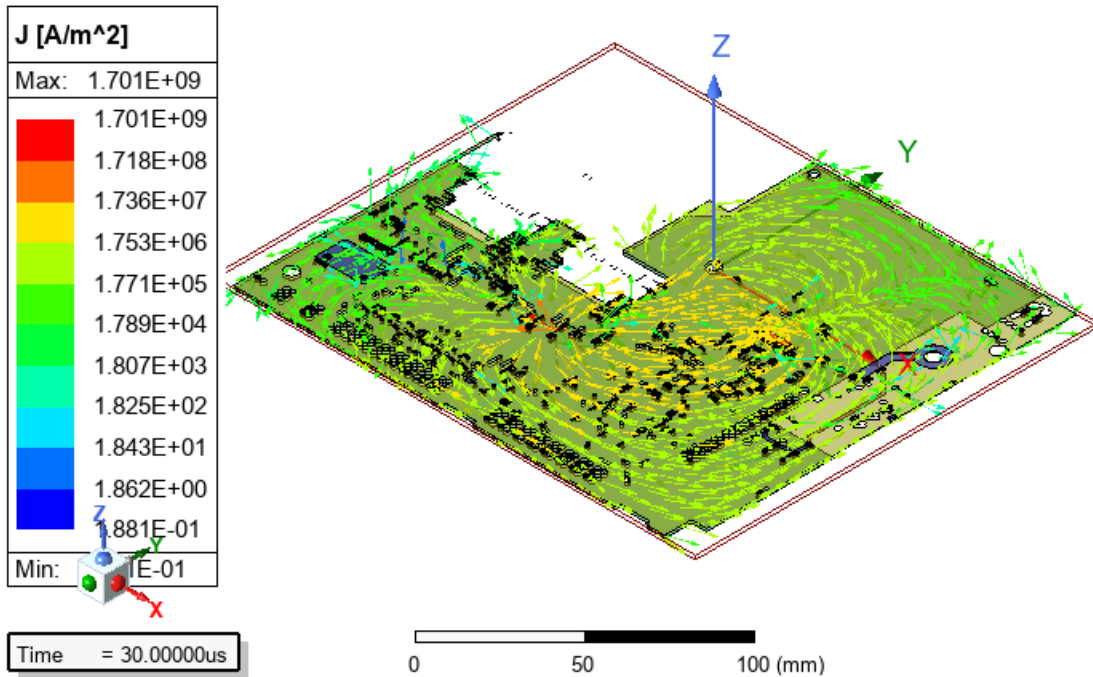 J [A/m^2]
Max: 1.701E+09
1.701E+09
1.718E+08
1.736E+07
1.753E+06
1.771E+05
1.789E+04
1.807E+03
1.825E+02
1.843E+01
1.862E+00
1.881E-01
Min:
Z
Y
X
Z
Y
X
Time = 30.00000us
0 50 100 (mm)